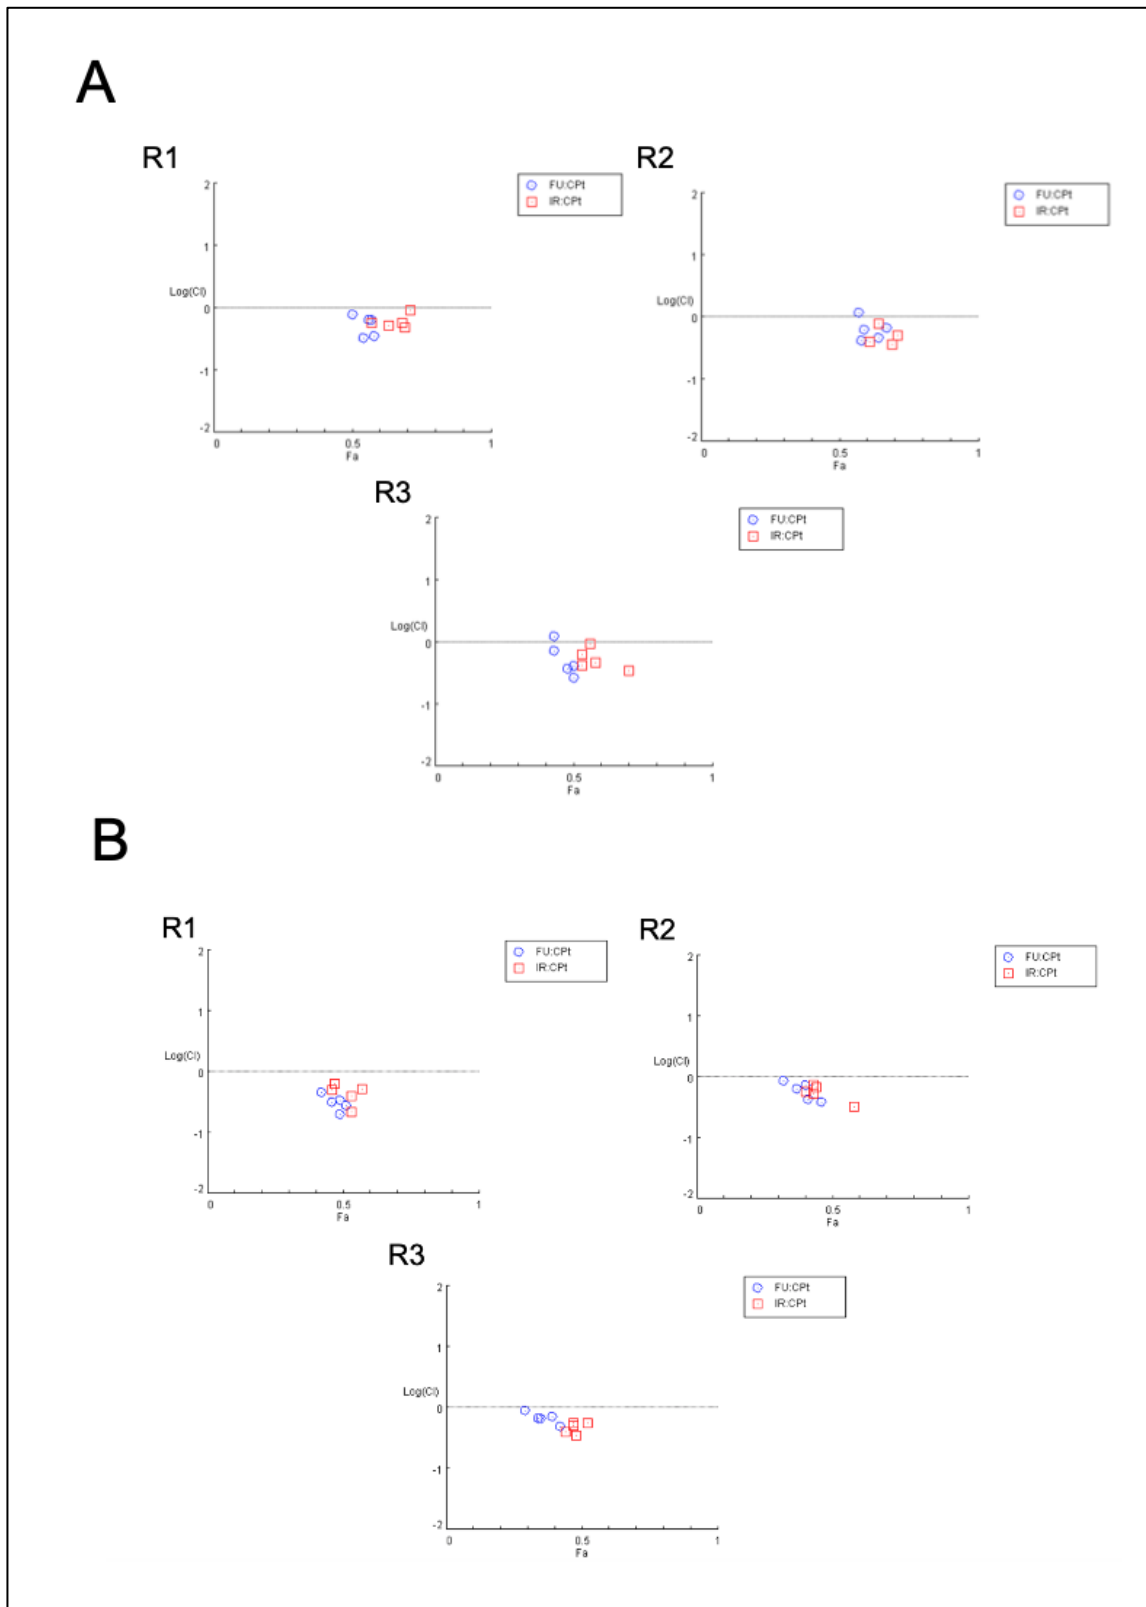 A
R1
FU:CPt
IR:CPt
2
1
Log(CI)
0
-1
-2
0
0.5
1
Fa
R2
FU:CPt
IR:CPt
2
1
Log(CI)
0
-1
-2
0
0.5
1
Fa
R3
FU:CPt
IR:CPt
2
1
Log(CI)
0
-1
-2
0
0.5
1
Fa
B
R1
FU:CPt
IR:CPt
2
1
Log(CI)
0
-1
-2
0
0.5
1
Fa
R2
FU:CPt
IR:CPt
2
1
Log(CI)
0
-1
-2
0
0.5
1
Fa
R3
FU:CPt
IR:CPt
2
1
Log(CI)
0
-1
-2
0
0.5
1
Fa